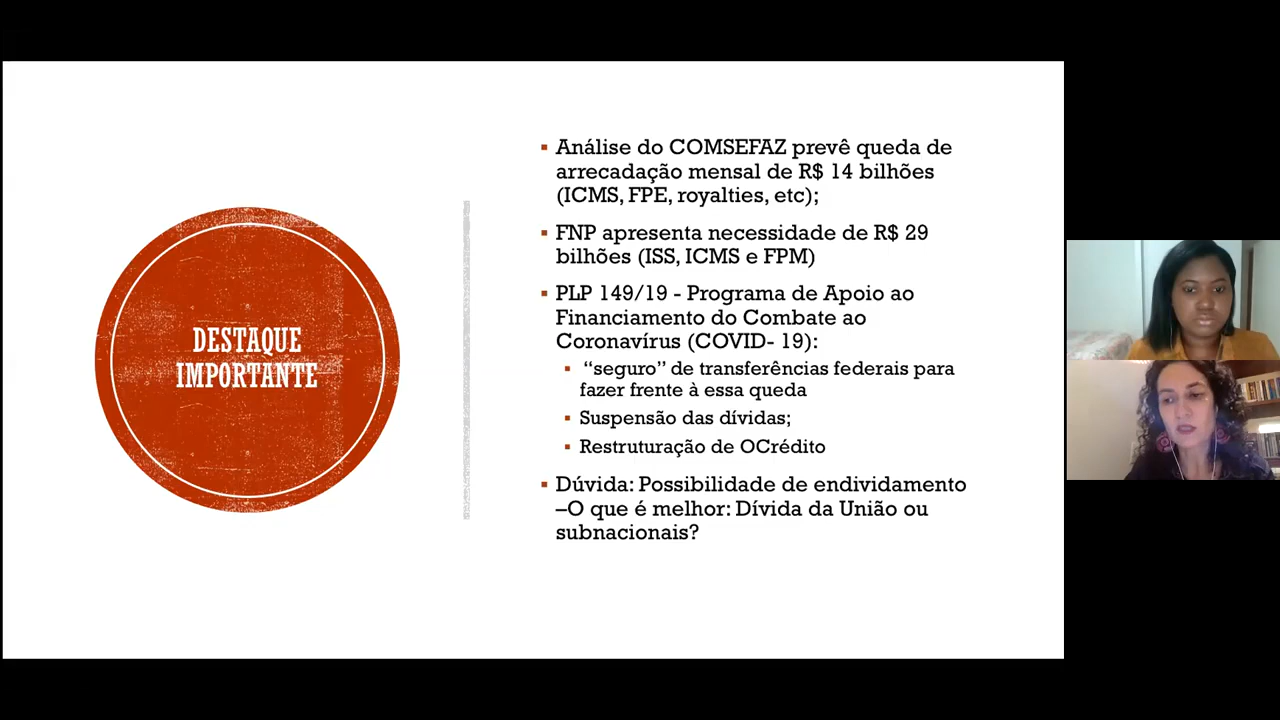 DESTAQUE
IMPORTANTE
▪ Análise do COMSEFAZ prevê queda de
arrecadação mensal de R$ 14 bilhões
(ICMS, FPE, royalties, etc);
▪ FNP apresenta necessidade de R$ 29
bilhões (ISS, ICMS e FPM)
▪ PLP 149/19 - Programa de Apoio ao
Financiamento do Combate ao
Coronavírus (COVID- 19):
▪ “seguro” de transferências federais para
fazer frente à essa queda
▪ Suspensão das dívidas;
▪ Restruturação de OCrédito
▪ Dúvida: Possibilidade de endividamento
–O que é melhor: Dívida da União ou
subnacionais?